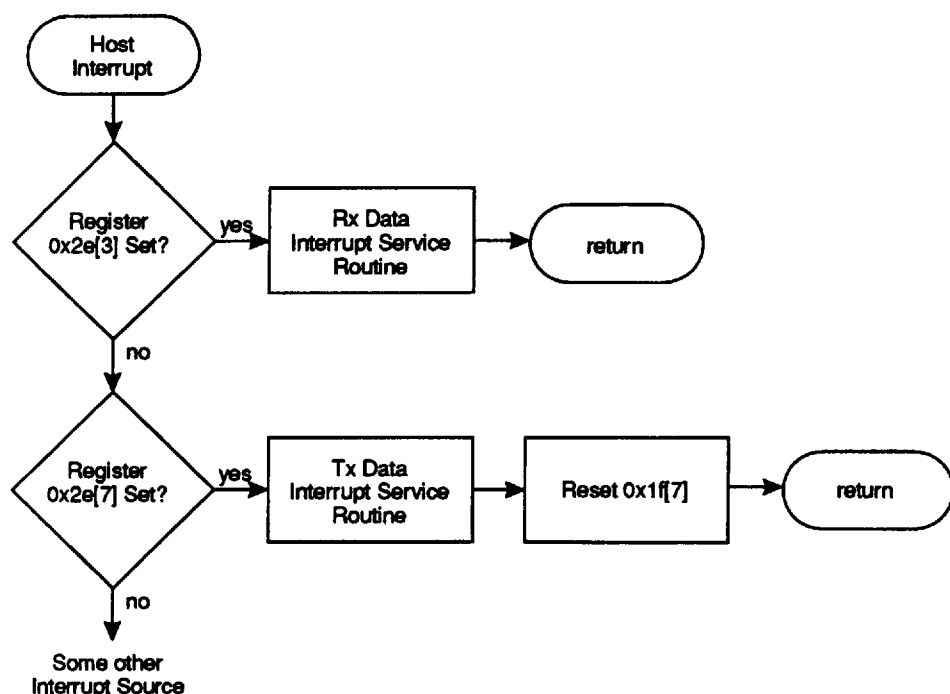 Host
Interrupt
Register
0x2e[3] Set?
yes
Rx Data
Interrupt Service
Routine
return
no
Register
0x2e[7] Set?
yes
Tx Data
Interrupt Service
Routine
Reset 0x1f[7]
return
no
Some other
Interrupt Source